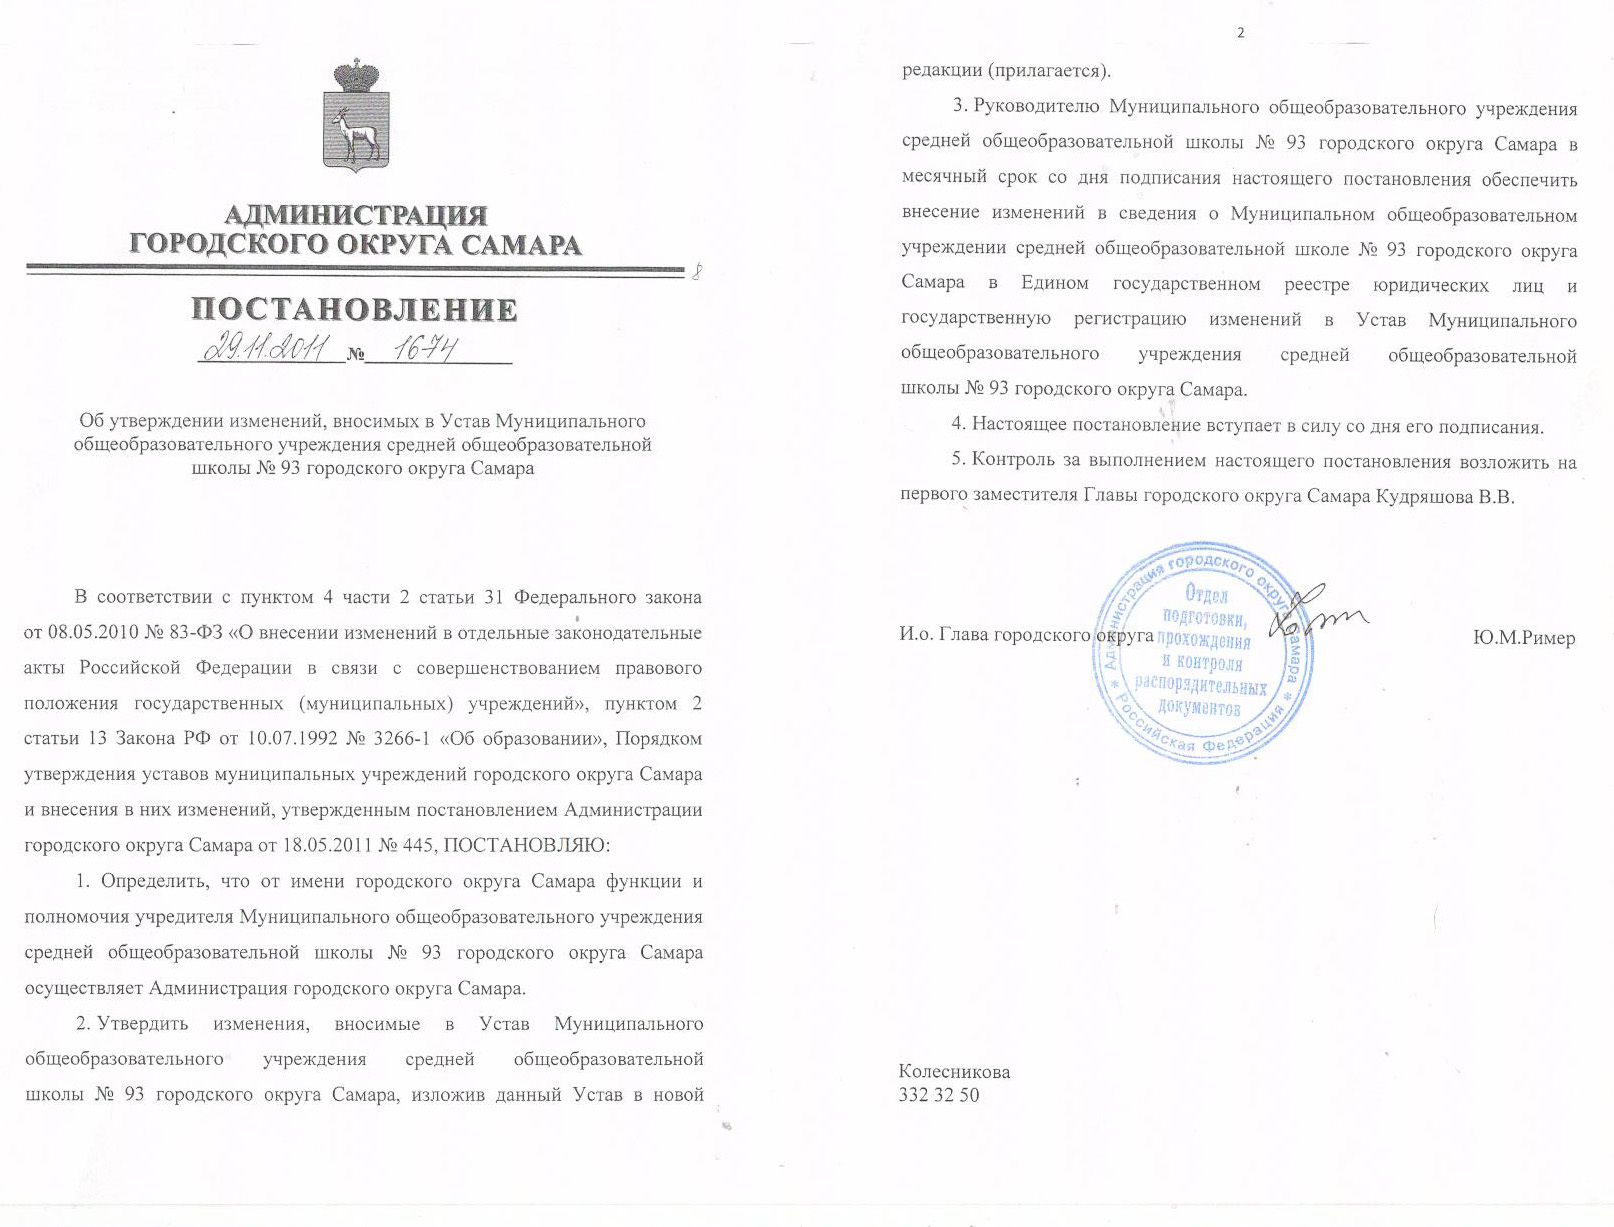 АДМИНИСТРАЦИЯ
ГОРОДСКОГО ОКРУГА САМАРА
8
ПОСТАНОВЛЕНИЕ
29.11.2011 № 1674
Об утверждении изменений, вносимых в Устав Муниципального
общеобразовательного учреждения средней общеобразовательной
школы № 93 городского округа Самара
В соответствии с пунктом 4 части 2 статьи 31 Федерального закона
от 08.05.2010 № 83-ФЗ «О внесении изменений в отдельные законодательные
акты Российской Федерации в связи с совершенствованием правового
положения государственных (муниципальных) учреждений», пунктом 2
статьи 13 Закона РФ от 10.07.1992 № 3266-1 «Об образовании», Порядком
утверждения уставов муниципальных учреждений городского округа Самара
и внесения в них изменений, утвержденным постановлением Администрации
городского округа Самара от 18.05.2011 № 445, ПОСТАНОВЛЯЮ:
1. Определить, что от имени городского округа Самара функции и
полномочия учредителя Муниципального общеобразовательного учреждения
средней общеобразовательной школы № 93 городского округа Самара
осуществляет Администрация городского округа Самара.
2. Утвердить изменения, вносимые в Устав Муниципального
общеобразовательного учреждения средней общеобразовательной
школы № 93 городского округа Самара, изложив данный Устав в новой
2
редакции (прилагается).
3. Руководителю Муниципального общеобразовательного учреждения
средней общеобразовательной школы № 93 городского округа Самара в
месячный срок со дня подписания настоящего постановления обеспечить
внесение изменений в сведения о Муниципальном общеобразовательном
учреждении средней общеобразовательной школе № 93 городского округа
Самара в Едином государственном реестре юридических лиц и
государственную регистрацию изменений в Устав Муниципального
общеобразовательного учреждения средней общеобразовательной
школы № 93 городского округа Самара.
4. Настоящее постановление вступает в силу со дня его подписания.
5. Контроль за выполнением настоящего постановления возложить на
первого заместителя Главы городского округа Самара Кудряшова В.В.
И.о. Глава городского округа
Ю.М.Ример
Администрация городского округа Самара
* Российская Федерация *
Отдел
подготовки,
прохождения
и контроля
распорядительных
документов
Колесникова
332 32 50